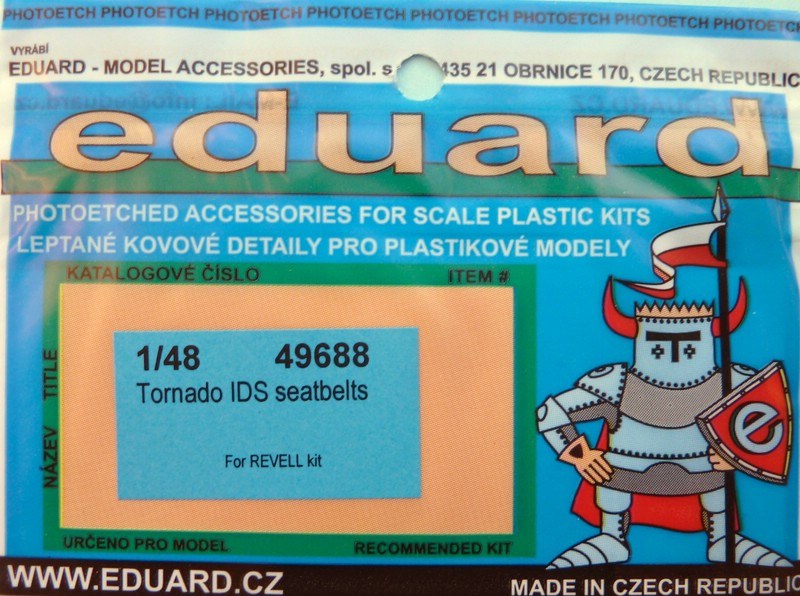 PHOTOETCH PHOTOETCH PHOTOETCH PHOTOETCH PHOTOETCH PHOTOETCH PHOTOETCH PHOTOETCH
VYRÁBÍ
EDUARD - MODEL ACCESSORIES, spol. s 435 21 OBRNICE 170, CZECH REPUBLIC
eduard
PHOTOETCHED ACCESSORIES FOR SCALE PLASTIC KITS
LEPTANÉ KOVOVÉ DETAILY PRO PLASTIKOVÉ MODELY
KATALOGOVÉ ČÍSLO ITEM #
NÁZEV TITLE
1/48 49688
Tornado IDS seatbelts
For REVELL kit
e
URČENO PRO MODEL RECOMMENDED KIT
WWW.EDUARD.CZ MADE IN CZECH REPUBLIC